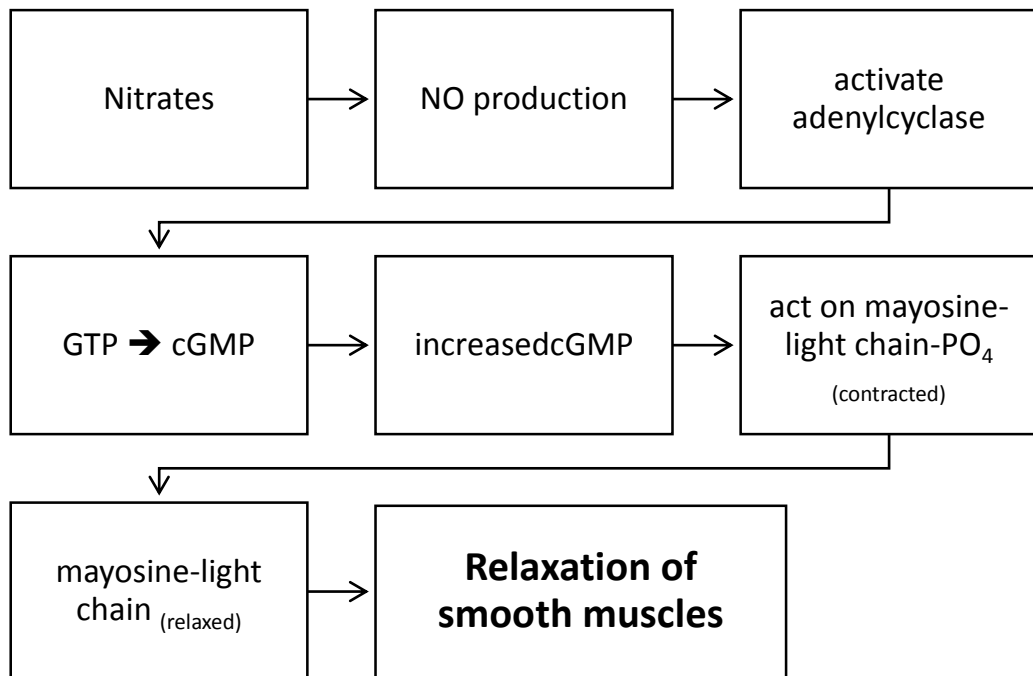 Nitrates
NO production
activate
adenylcyclase
GTP → cGMP
increasedcGMP
act on mayosine-
light chain-PO₄
(contracted)
mayosine-light
chain (relaxed)
Relaxation of
smooth muscles